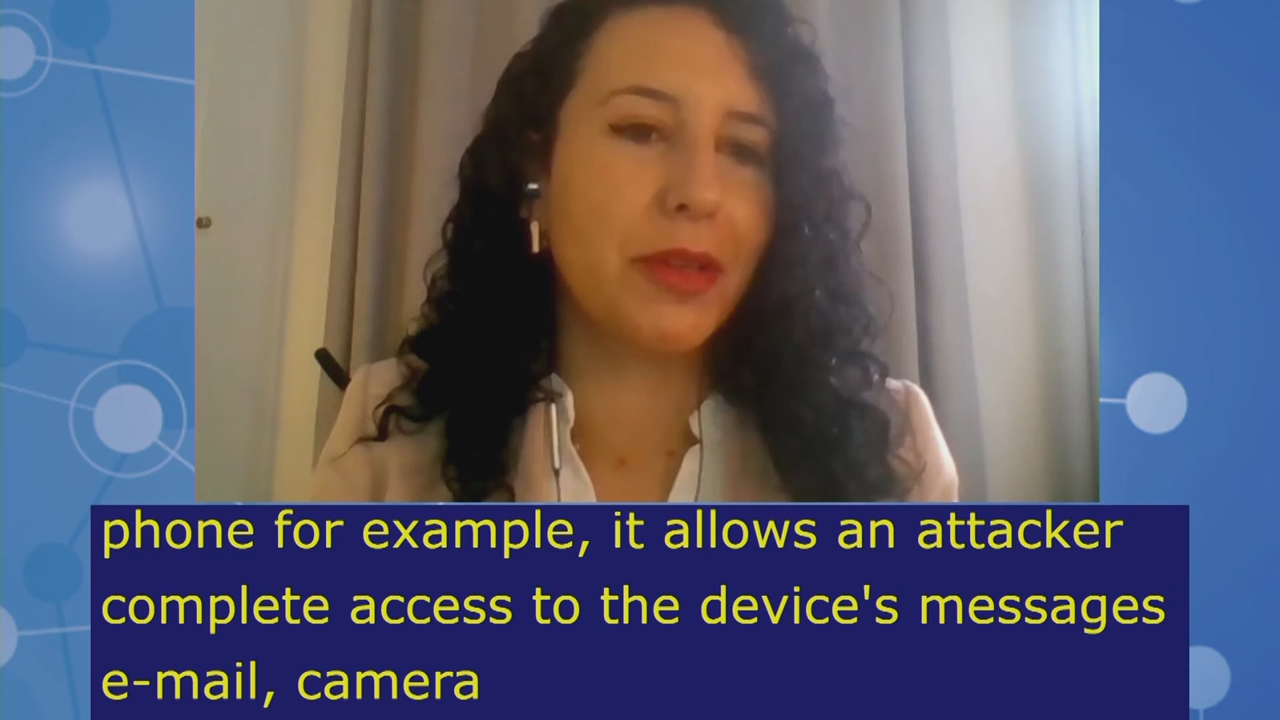 phone for example, it allows an attacker
complete access to the device's messages
e-mail, camera